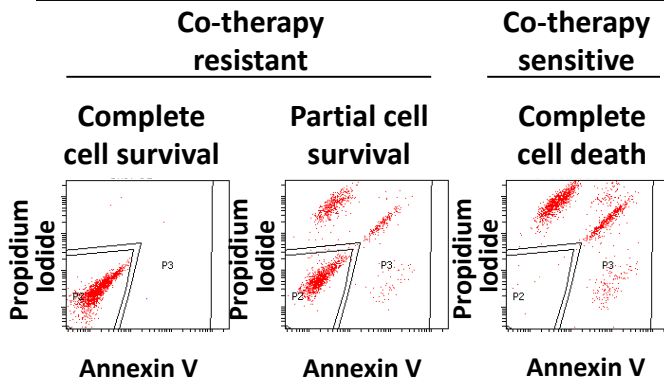 Co-therapy
resistant
Co-therapy
sensitive
Complete
cell survival
Partial cell
survival
Complete
cell death
Propidium
Iodide
P3
Annexin V
Propidium
Iodide
P2
P3
Annexin V
Propidium
Iodide
P2
P3
Annexin V